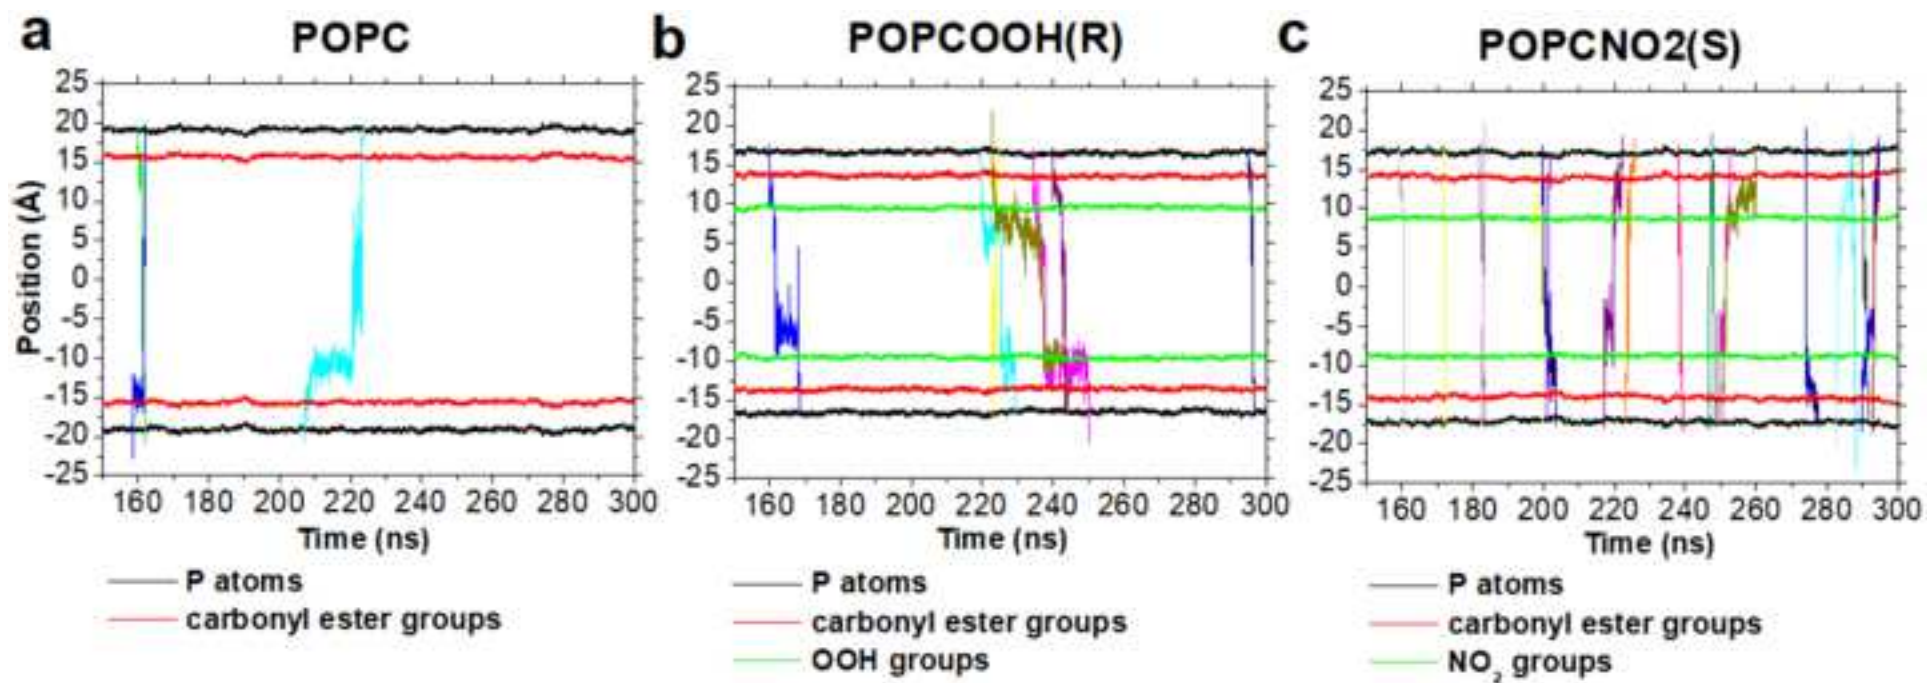 a POPC
b POPCOOH(R)
c POPCNO2(S)
25
20
15
10
5
0
-5
-10
-15
-20
-25
Position (Å)
160 180 200 220 240 260 280 300
Time (ns)
P atoms
carbonyl ester groups
25
20
15
10
5
0
-5
-10
-15
-20
-25
160 180 200 220 240 260 280 300
Time (ns)
P atoms
carbonyl ester groups
OOH groups
25
20
15
10
5
0
-5
-10
-15
-20
-25
160 180 200 220 240 260 280 300
Time (ns)
P atoms
carbonyl ester groups
NO₂ groups